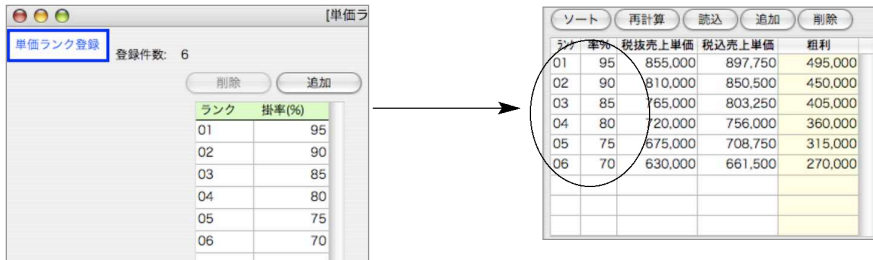 [単価ラ
単価ランク登録
登録件数: 6
削除 追加
ランク 掛率(%)
01 95
02 90
03 85
04 80
05 75
06 70
ソート 再計算 読込 追加 削除
ランク 率% 税抜売上単価 税込売上単価 粗利
01 95 855,000 897,750 495,000
02 90 810,000 850,500 450,000
03 85 765,000 803,250 405,000
04 80 720,000 756,000 360,000
05 75 675,000 708,750 315,000
06 70 630,000 661,500 270,000